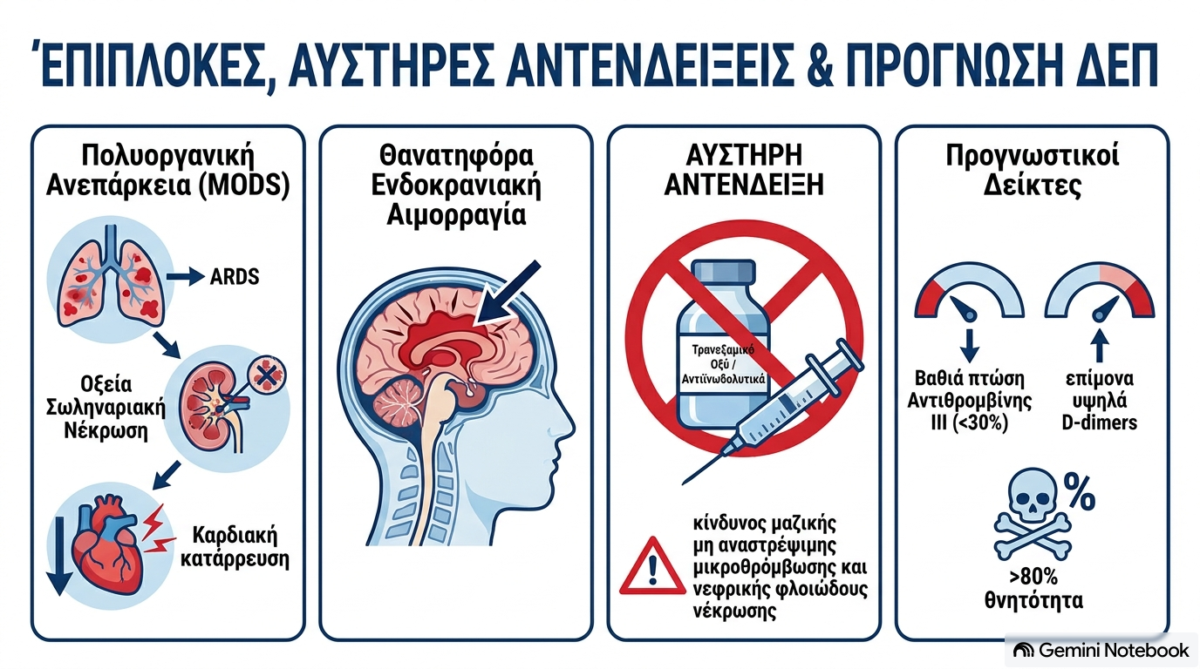 ΈΠΙΠΛΟΚΕΣ, ΑΥΣΤΗΡΕΣ ΑΝΤΕΝΔΕΙΞΕΙΣ & ΠΡΟΓΝΩΣΗ ΔΕΠ
Πολυοργανική
Ανεπάρκεια (MODS)
ARDS
Οξεία
Σωληναριακή
Νέκρωση
Καρδιακή
κατάρρευση
Θανατηφόρα
Ενδοκρανιακή
Αιμορραγία
ΑΥΣΤΗΡΗ
ΑΝΤΕΝΔΕΙΞΗ
Τρανεξαμικό
Οξύ /
Αντιϊνωδολυτικά
κίνδυνος μαζικής
μη αναστρέψιμης
μικροθρόμβωσης και
νεφρικής φλοιώδους
νέκρωσης
Προγνωστικοί
Δείκτες
Βαθιά πτώση
Αντιθρομβίνης
III (<30%)
επίμονα
υψηλά
D-dimers
%
>80%
θνητότητα
Gemini Notebook